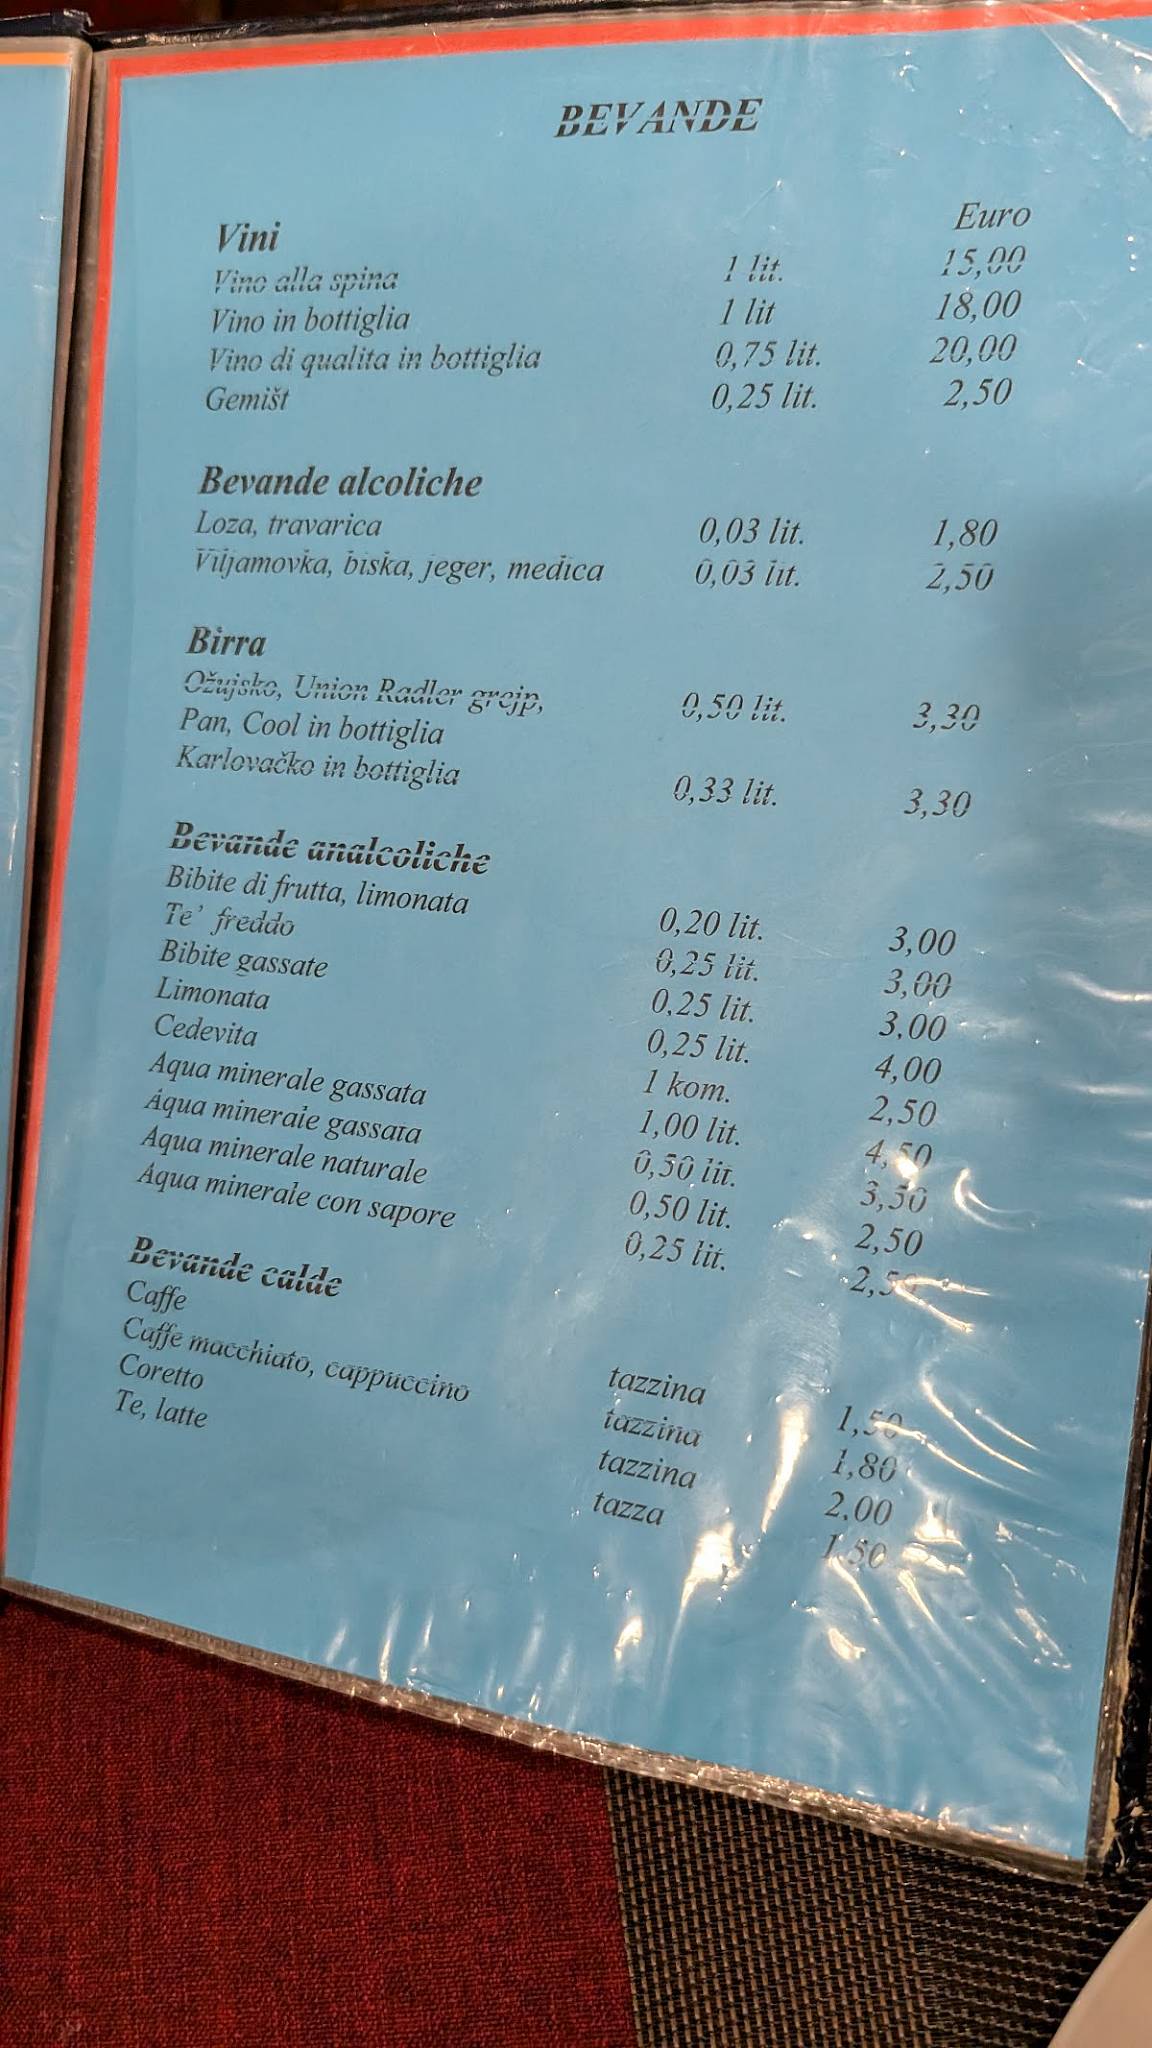 BEVANDE
Euro
Vini
Vino alla spina 1 lit. 15,00
Vino in bottiglia 1 lit 18,00
Vino di qualita in bottiglia 0,75 lit. 20,00
Gemišt 0,25 lit. 2,50
Bevande alcoliche
Loza, travarica 0,03 lit. 1,80
Viljamovka, biska, jeger, medica 0,03 lit. 2,50
Birra
Ožujsko, Union Radler grejp, 0,50 lit. 3,30
Pan, Cool in bottiglia
Karlovačko in bottiglia 0,33 lit. 3,30
Bevande analcoliche
Bibite di frutta, limonata 0,20 lit. 3,00
Te' freddo 0,25 lit. 3,00
Bibite gassate 0,25 lit. 3,00
Limonata 0,25 lit. 4,00
Cedevita 1 kom. 2,50
Aqua minerale gassata 1,00 lit. 4,50
Aqua minerale gassata 0,50 lit. 3,50
Aqua minerale naturale 0,50 lit. 2,50
Aqua minerale con sapore 0,25 lit. 2,50
Bevande calde
Caffe tazzina 1,50
Caffe macchiato, cappuccino tazzina 1,80
Coretto tazzina 2,00
Te, latte tazza 1,50